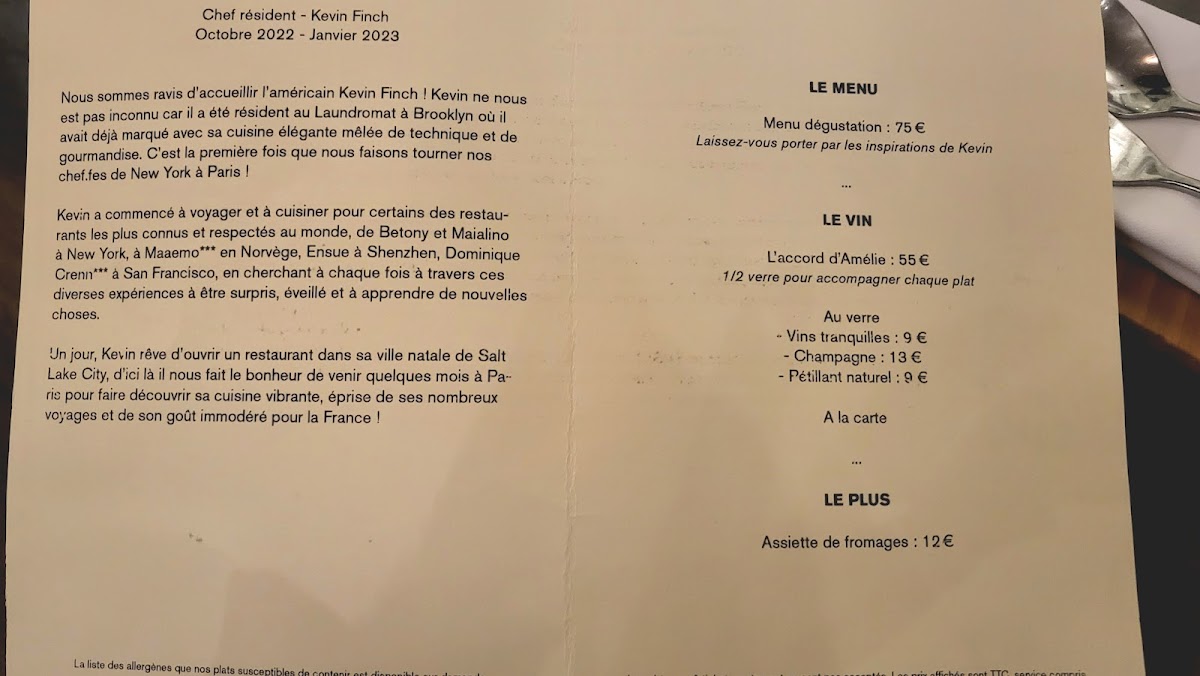 Chef résident - Kevin Finch
Octobre 2022 - Janvier 2023
Nous sommes ravis d'accueillir l'américain Kevin Finch ! Kevin ne nous
est pas inconnu car il a été résident au Laundromat à Brooklyn où il
avait déjà marqué avec sa cuisine élégante mêlée de technique et de
gourmandise. C'est la première fois que nous faisons tourner nos
chef.fes de New York à Paris !
Kevin a commencé à voyager et à cuisiner pour certains des restau-
rants les plus connus et respectés au monde, de Betony et Maialino
à New York, à Maaemo*** en Norvège, Ensue à Shenzhen, Dominique
Crenn*** à San Francisco, en cherchant à chaque fois à travers ces
diverses expériences à être surpris, éveillé et à apprendre de nouvelles
choses.
Un jour, Kevin rêve d'ouvrir un restaurant dans sa ville natale de Salt
Lake City, d'ici là il nous fait le bonheur de venir quelques mois à Pa-
ris pour faire découvrir sa cuisine vibrante, éprise de ses nombreux
voyages et de son goût immodéré pour la France !
LE MENU
Menu dégustation : 75 €
Laissez-vous porter par les inspirations de Kevin
...
LE VIN
L'accord d'Amélie : 55 €
1/2 verre pour accompagner chaque plat
Au verre
- Vins tranquilles : 9 €
- Champagne : 13 €
- Pétillant naturel : 9 €
A la carte
...
LE PLUS
Assiette de fromages : 12 €
La liste des allergènes que nos plats susceptibles de contenir est disponible sur
acceptés. Les prix affichés sont TTC, service compris